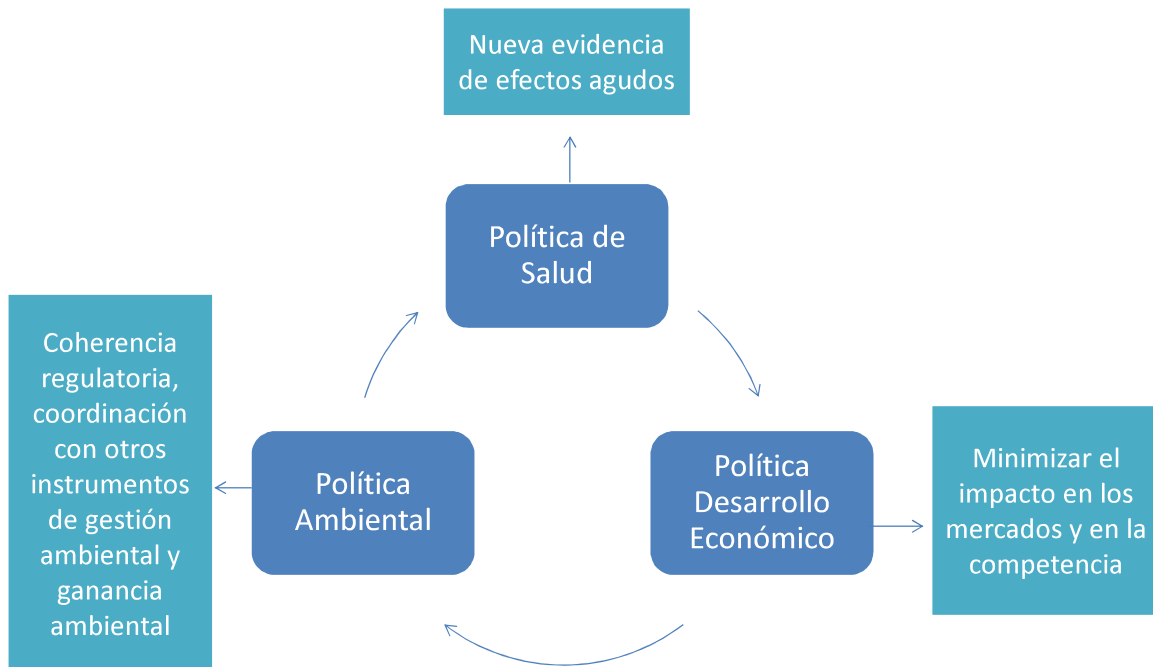 Nueva evidencia
de efectos agudos
Política de
Salud
Coherencia
regulatoria,
coordinación
con otros
instrumentos
de gestión
ambiental y
ganancia
ambiental
Política
Ambiental
Política
Desarrollo
Económico
Minimizar el
impacto en los
mercados y en la
competencia